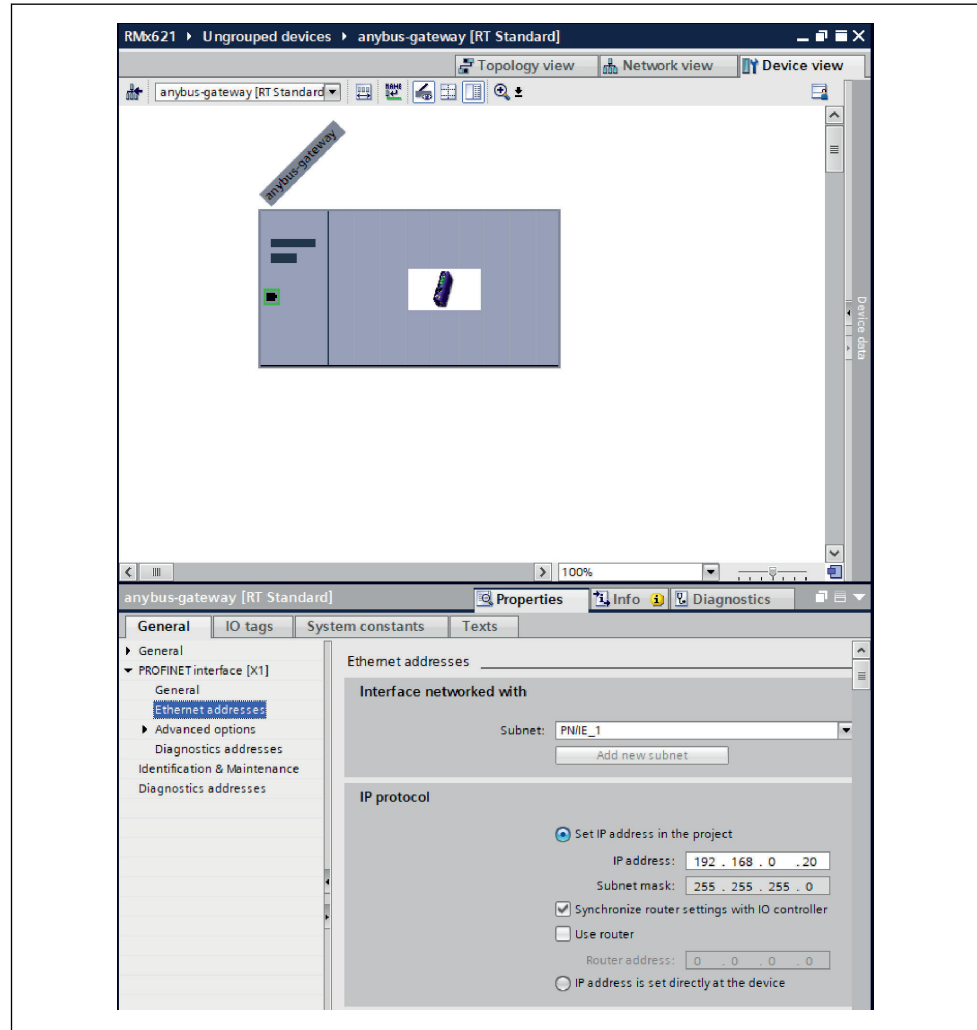 RMx621 ▸ Ungrouped devices ▸ anybus-gateway [RT Standard]
Topology view Network view Device view
anybus-gateway [RT Standard
anybus-gateway
Device data
100%
anybus-gateway [RT Standard]
Properties Info Diagnostics
General IO tags System constants Texts
General
PROFINET interface [X1]
General
Ethernet addresses
Advanced options
Diagnostics addresses
Identification & Maintenance
Diagnostics addresses
Ethernet addresses
Interface networked with
Subnet: PN/IE_1
Add new subnet
IP protocol
Set IP address in the project
IP address: 192 . 168 . 0 . 20
Subnet mask: 255 . 255 . 255 . 0
Synchronize router settings with IO controller
Use router
Router address: 0 . 0 . 0 . 0
IP address is set directly at the device